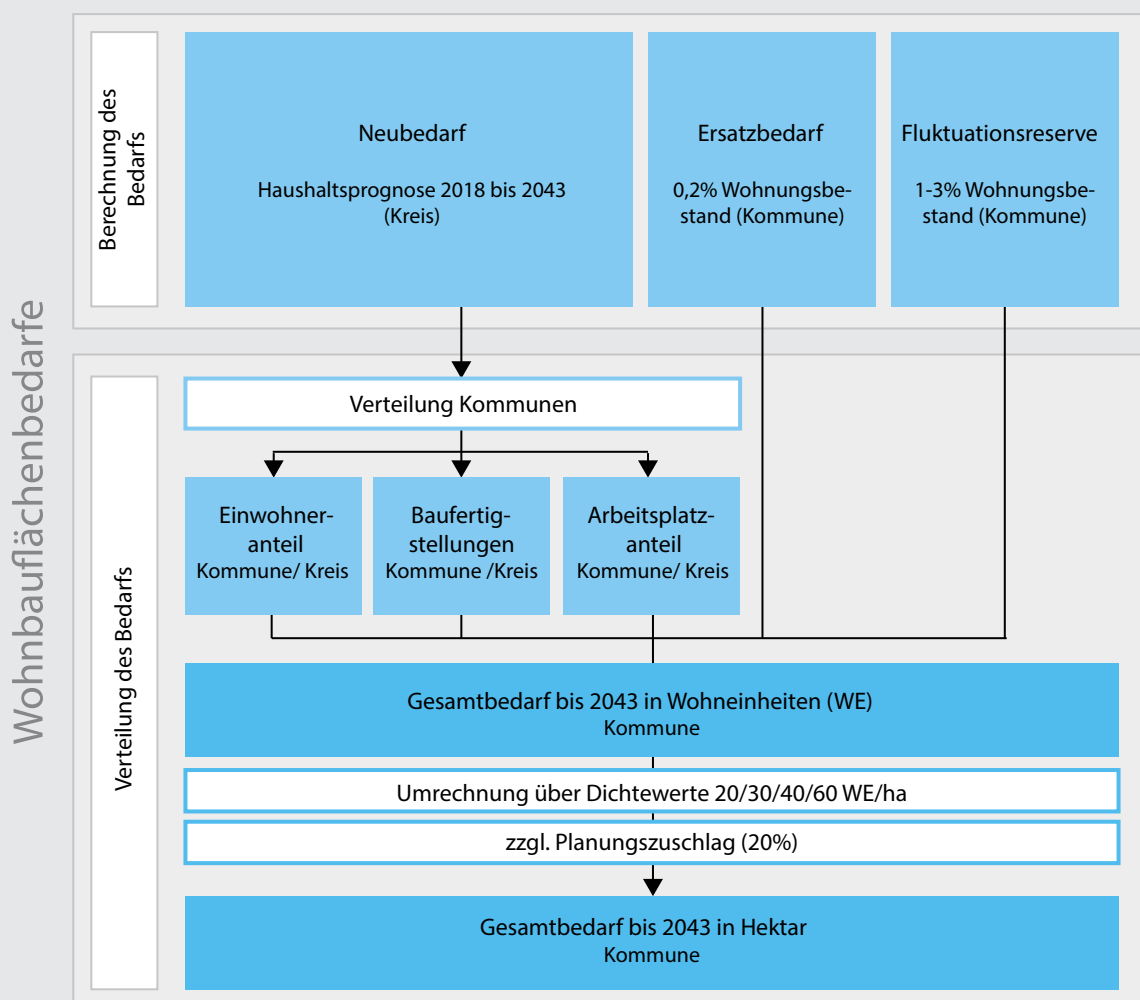 Wohnbauflächenbedarfe
Berechnung des
Bedarfs
Neubedarf
Haushaltsprognose 2018 bis 2043
(Kreis)
Ersatzbedarf
0,2% Wohnungsbe-
stand (Kommune)
Fluktuationsreserve
1-3% Wohnungsbe-
stand (Kommune)
Verteilung des Bedarfs
Verteilung Kommunen
Einwohner-
anteil
Kommune/ Kreis
Baufertig-
stellungen
Kommune /Kreis
Arbeitsplatz-
anteil
Kommune/ Kreis
Gesamtbedarf bis 2043 in Wohneinheiten (WE)
Kommune
Umrechnung über Dichtewerte 20/30/40/60 WE/ha
zzgl. Planungszuschlag (20%)
Gesamtbedarf bis 2043 in Hektar
Kommune